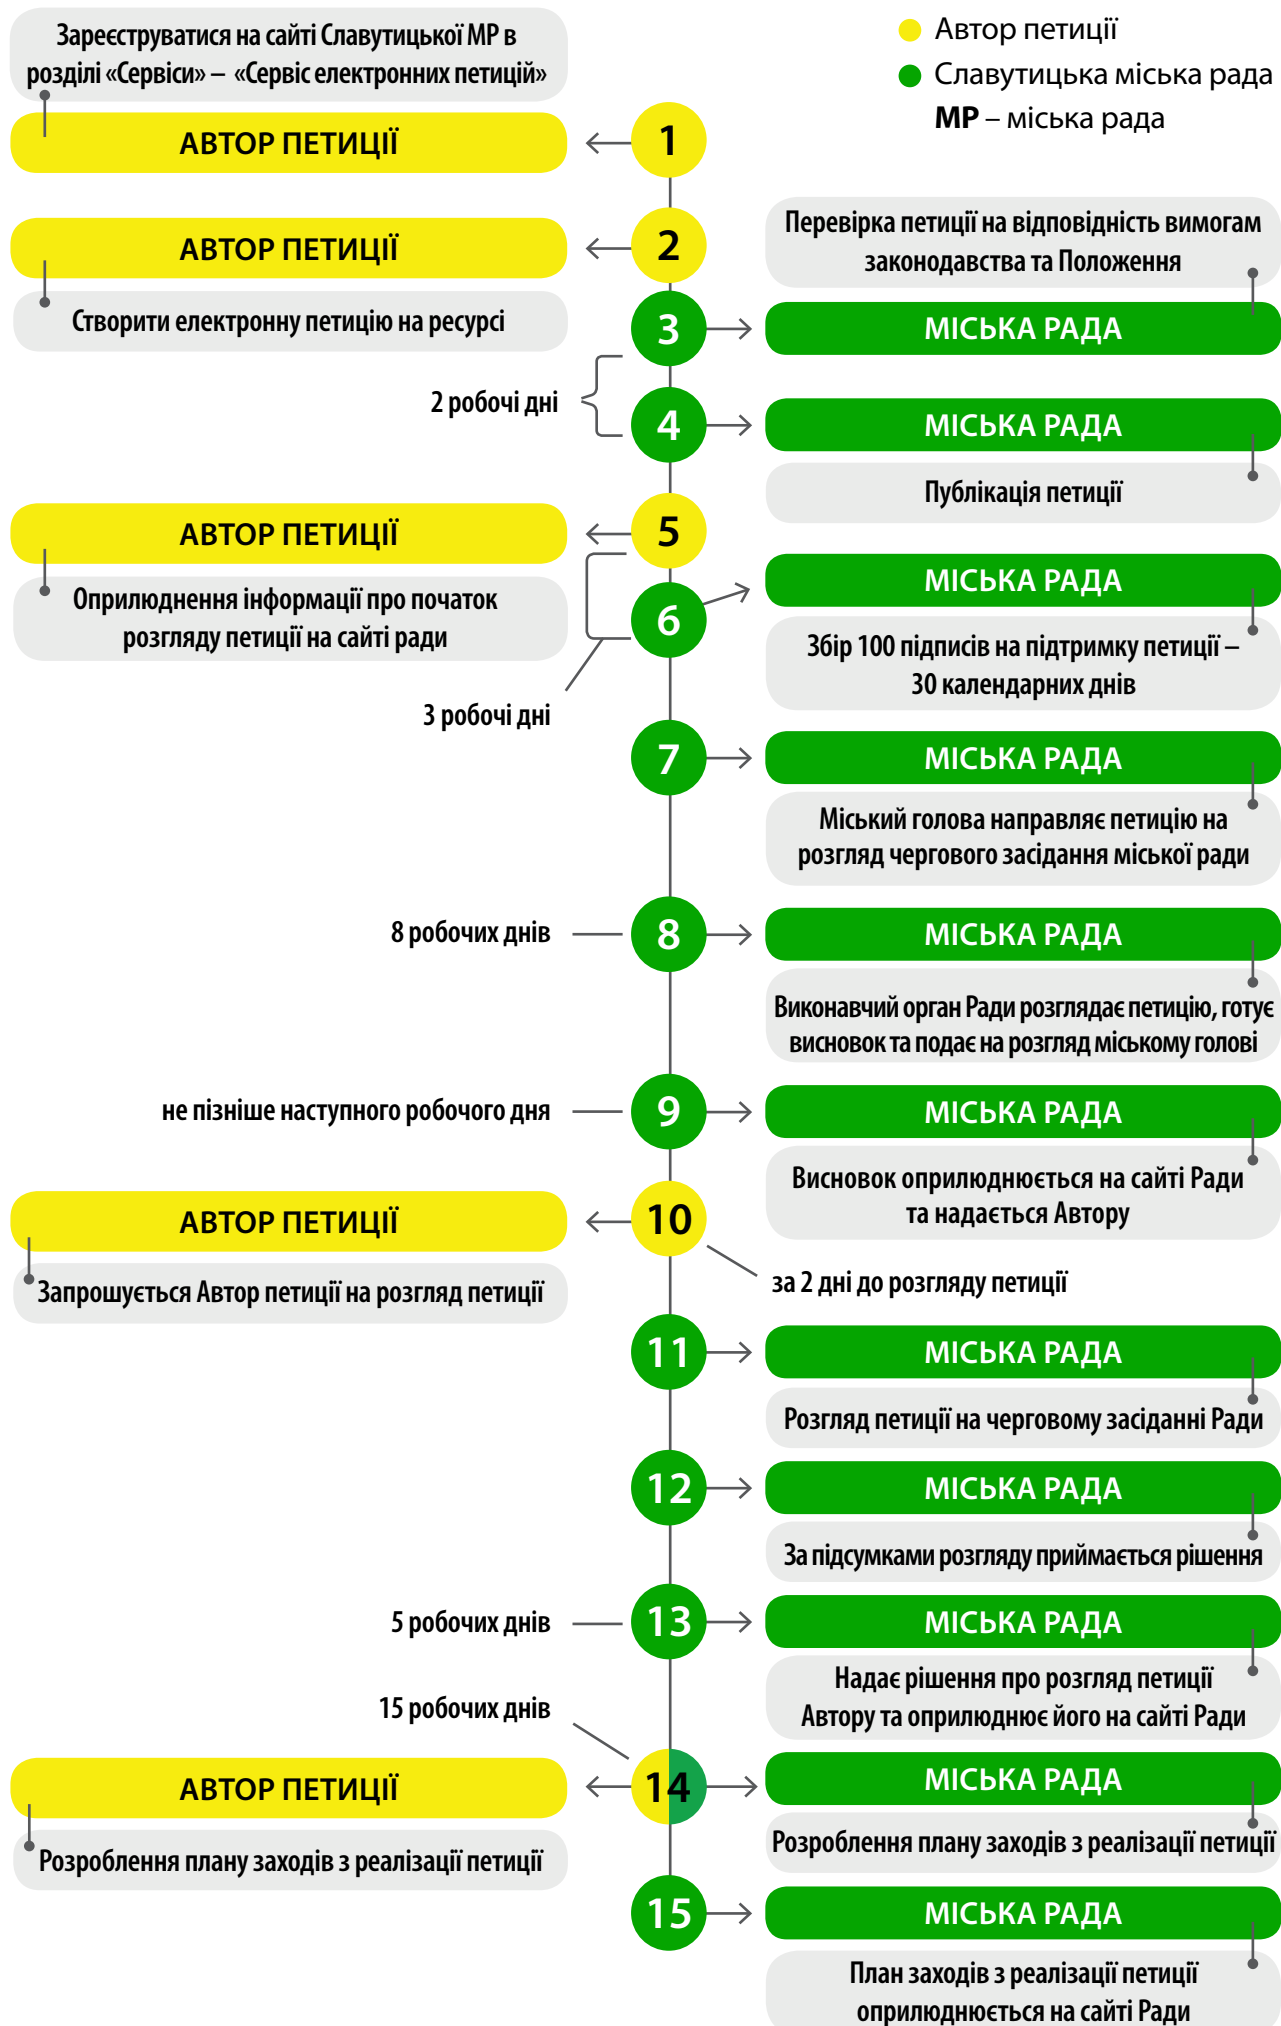 Зареєструватися на сайті Славутицької МР в
розділі «Сервіси» – «Сервіс електронних петицій»
Автор петиції
Славутицька міська рада
МР – міська рада
АВТОР ПЕТИЦІЇ
1
АВТОР ПЕТИЦІЇ
2
Створити електронну петицію на ресурсі
Перевірка петиції на відповідність вимогам
законодавства та Положення
3
МІСЬКА РАДА
2 робочі дні
4
МІСЬКА РАДА
Публікація петиції
АВТОР ПЕТИЦІЇ
5
Оприлюднення інформації про початок
розгляду петиції на сайті ради
6
МІСЬКА РАДА
Збір 100 підписів на підтримку петиції –
30 календарних днів
3 робочі дні
7
МІСЬКА РАДА
Міський голова направляє петицію на
розгляд чергового засідання міської ради
8 робочих днів
8
МІСЬКА РАДА
Виконавчий орган Ради розглядає петицію, готує
висновок та подає на розгляд міському голові
не пізніше наступного робочого дня
9
МІСЬКА РАДА
Висновок оприлюднюється на сайті Ради
та надається Автору
АВТОР ПЕТИЦІЇ
10
Запрошується Автор петиції на розгляд петиції
за 2 дні до розгляду петиції
11
МІСЬКА РАДА
Розгляд петиції на черговому засіданні Ради
12
МІСЬКА РАДА
За підсумками розгляду приймається рішення
5 робочих днів
13
МІСЬКА РАДА
Надає рішення про розгляд петиції
Автору та оприлюднює його на сайті Ради
15 робочих днів
АВТОР ПЕТИЦІЇ
14
МІСЬКА РАДА
Розроблення плану заходів з реалізації петиції
Розроблення плану заходів з реалізації петиції
15
МІСЬКА РАДА
План заходів з реалізації петиції
оприлюднюється на сайті Ради